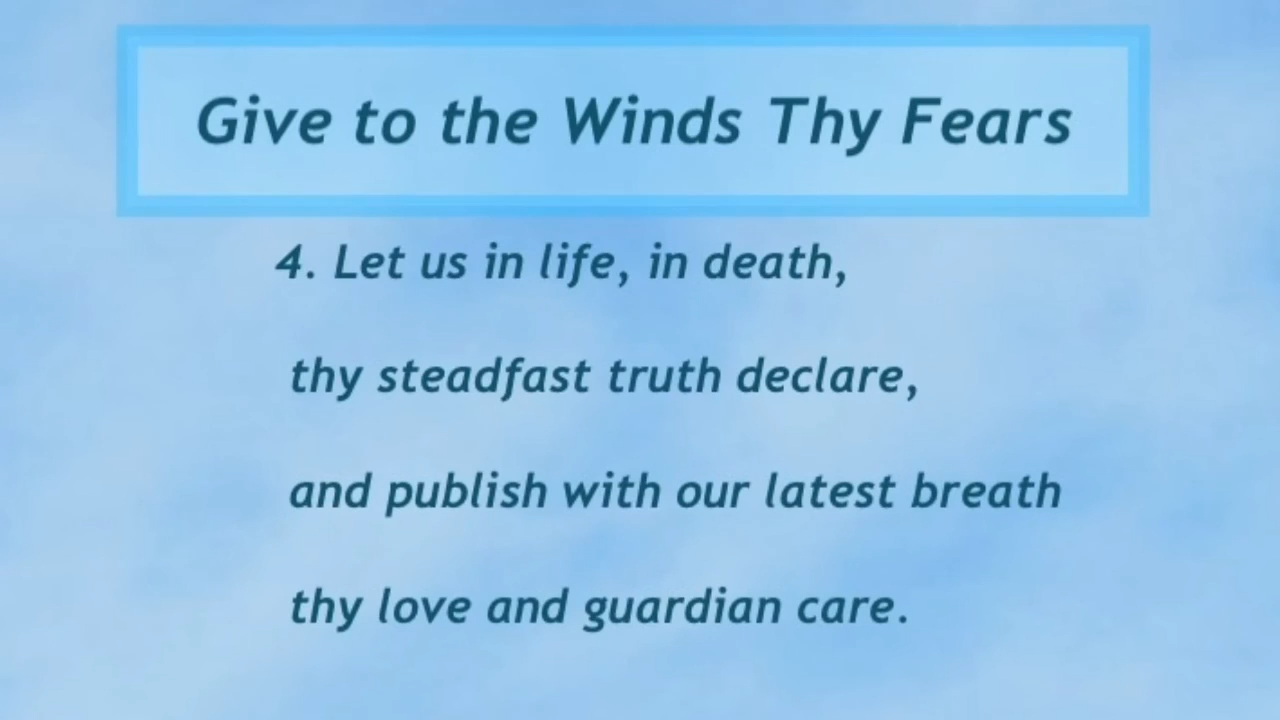 Give to the Winds Thy Fears
4. Let us in life, in death,
thy steadfast truth declare,
and publish with our latest breath
thy love and guardian care.